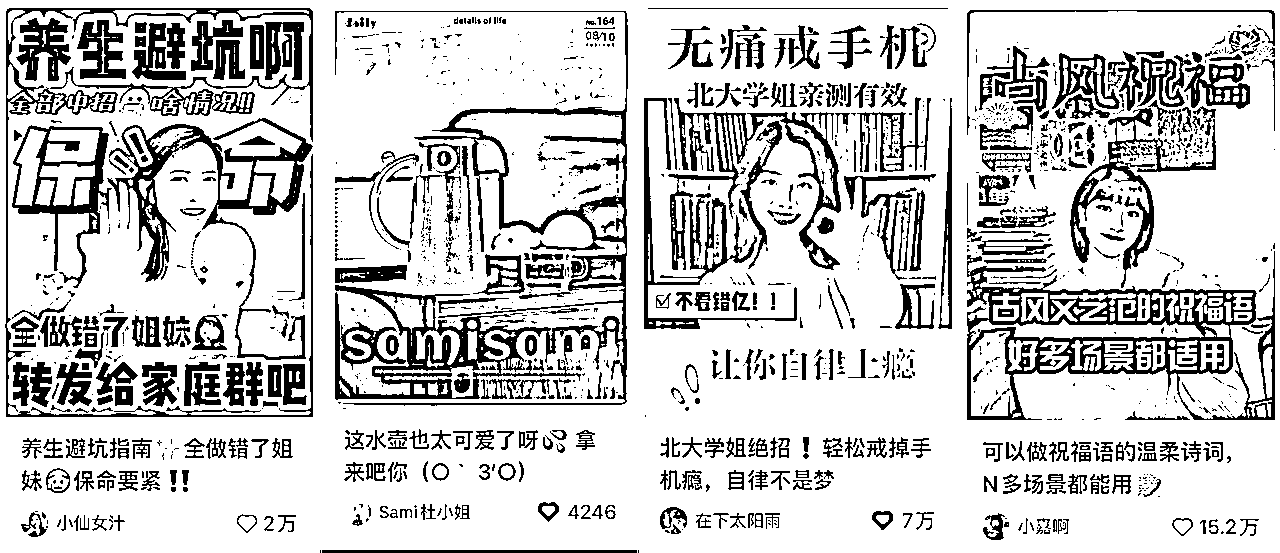 养生避坑啊
全部中招 啥情况!!
保命
全做错了姐妹
转发给家庭群吧
养生避坑指南 全做错了姐
妹 保命要紧‼
小仙女汁
2万
daily
details of life
No.164
08/10
samisami
这水壶也太可爱了呀 拿
来吧你（O｀3′O）
Sami杜小姐
4246
无痛戒手机
北大学姐亲测有效
☑不看错亿！！
让你自律上瘾
北大学姐绝招！轻松戒掉手
机瘾，自律不是梦
在下太阳雨
7万
古风祝福
古风文艺范的祝福语
好多场景都适用
可以做祝福语的温柔诗词，
N多场景都能用
小嘉啊
15.2万